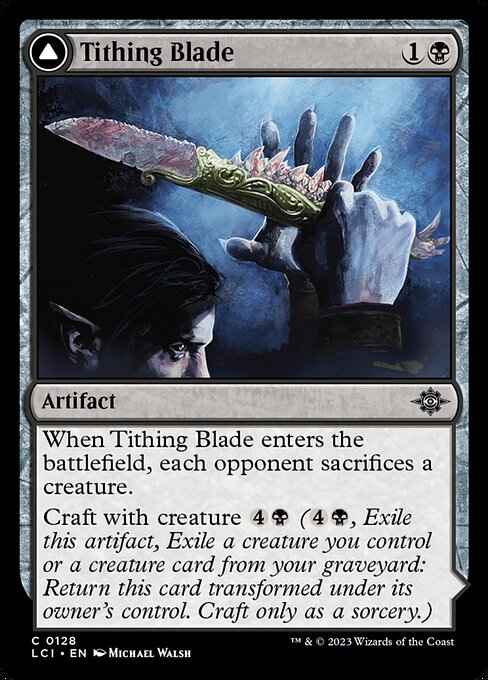 Tithing Blade 1
Artifact
When Tithing Blade enters the
battlefield, each opponent sacrifices a
creature.
Craft with creature 4 (4, Exile
this artifact, Exile a creature you control
or a creature card from your graveyard:
Return this card transformed under its
owner's control. Craft only as a sorcery.)
C 0128
LCI • EN Michael Walsh
™ & © 2023 Wizards of the Coast